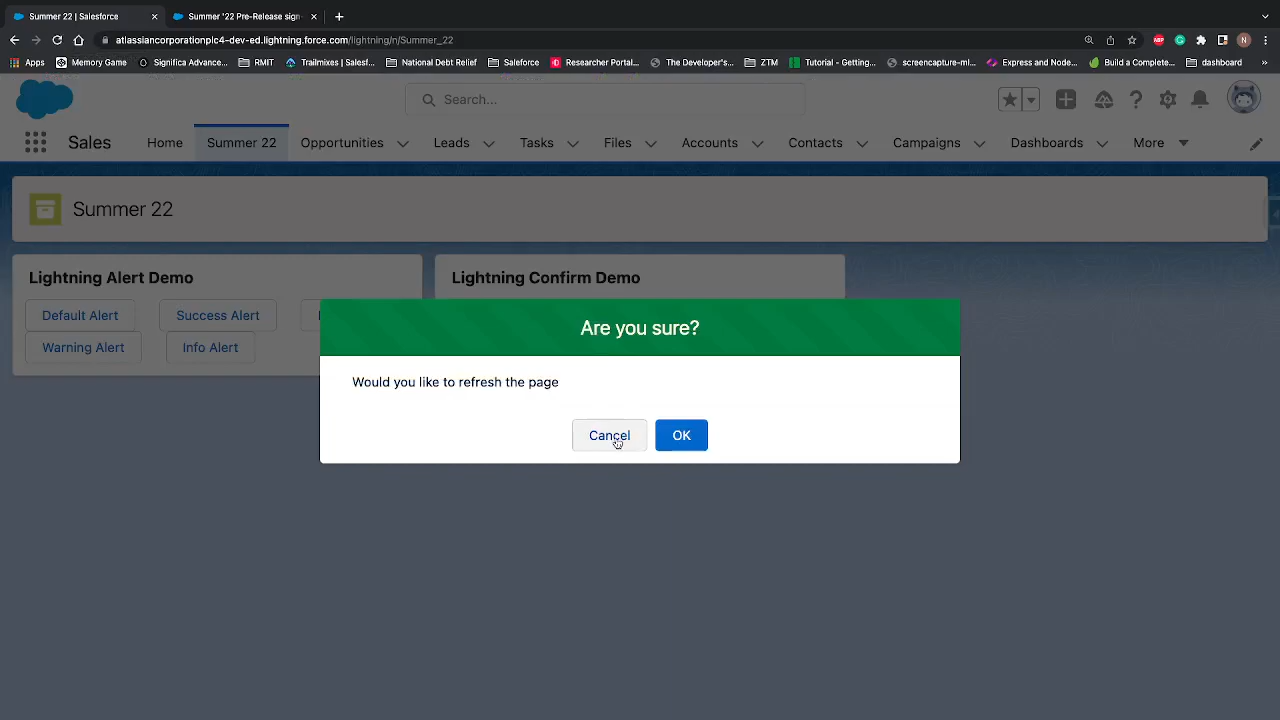 Summer 22 | Salesforce
Summer '22 Pre-Release sign
atlassiancorporationplc4-dev-ed.lightning.force.com/lightning/n/Summer_22
N
Apps Memory Game Significa Advance... RMIT Trailmixes | Salesf... National Debt Relief Salesforce Researcher Portal... The Developer's... ZTM Tutorial - Getting... screencapture-ml... Express and Node... Build a Complete... dashboard
Search...
Sales Home Summer 22 Opportunities Leads Tasks Files Accounts Contacts Campaigns Dashboards More
Summer 22
Lightning Alert Demo
Lightning Confirm Demo
Default Alert Success Alert
Warning Alert Info Alert
Are you sure?
Would you like to refresh the page
Cancel OK